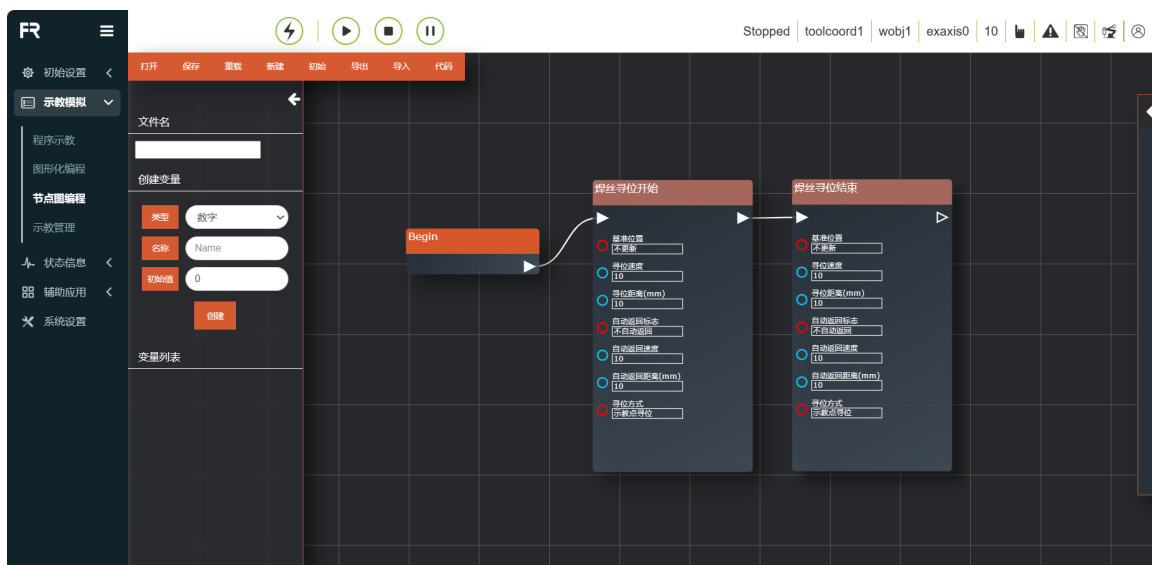 FR
Stopped toolcoord1 wobj1 exaxis0 10
初始设置
示教模拟
程序示教
图形化编程
节点图编程
示教管理
状态信息
辅助应用
系统设置
打开 保存 重载 新建 初始 导出 导入 代码
文件名
创建变量
类型 数字
名称 Name
初始值 0
创建
变量列表
Begin
焊丝寻位开始
基准位置
不更新
寻位速度
10
寻位距离(mm)
10
自动返回标志
不自动返回
自动返回速度
10
自动返回距离(mm)
10
寻位方式
示教点寻位
焊丝寻位结束
基准位置
不更新
寻位速度
10
寻位距离(mm)
10
自动返回标志
不自动返回
自动返回速度
10
自动返回距离(mm)
10
寻位方式
示教点寻位